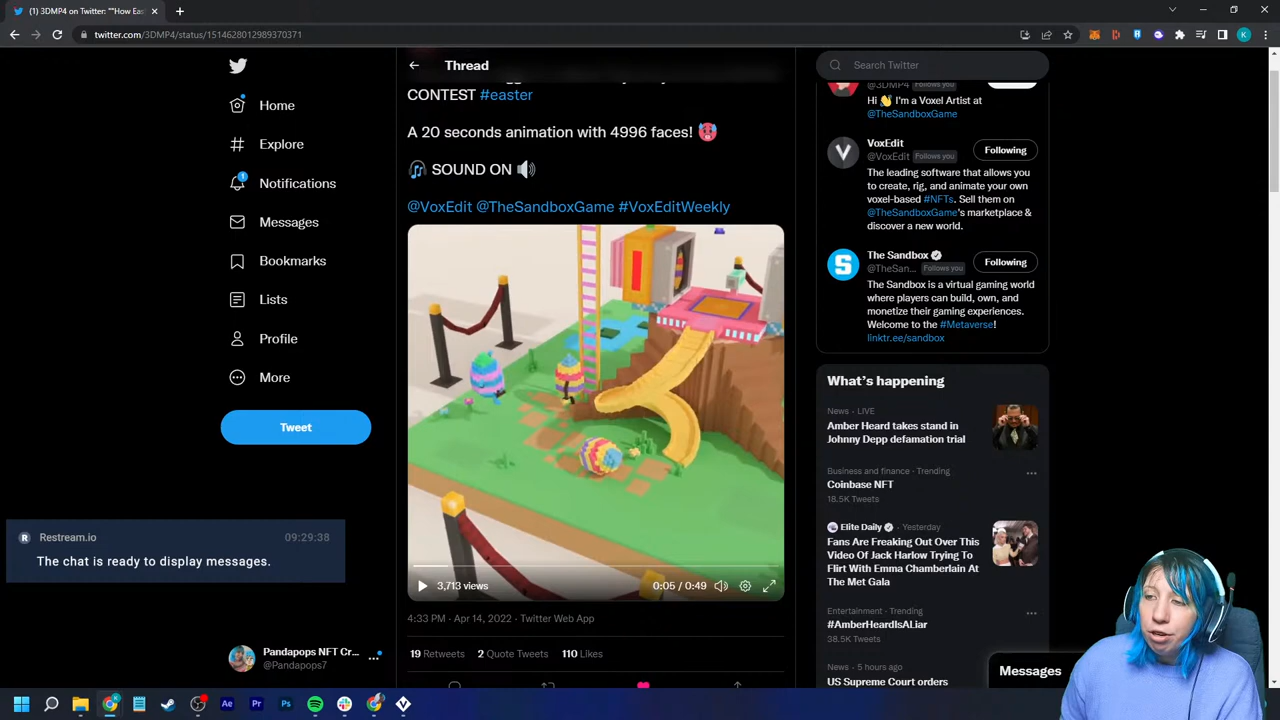 (1) 3DMP4 on Twitter: "“How Eas
twitter.com/3DMP4/status/1514628012989370371
Home
Explore
Notifications
1
Messages
Bookmarks
Lists
Profile
More
Tweet
Restream.io
09:29:38
The chat is ready to display messages.
Pandapops NFT Cr...
@Pandapops7
Thread
CONTEST #easter
A 20 seconds animation with 4996 faces!
SOUND ON
@VoxEdit @TheSandboxGame #VoxEditWeekly
3,713 views
0:05 / 0:49
4:33 PM · Apr 14, 2022 · Twitter Web App
19 Retweets 2 Quote Tweets 110 Likes
Search Twitter
@3DMP4 Follows you
Hi I'm a Voxel Artist at
@TheSandboxGame
VoxEdit
@VoxEdit Follows you
Following
The leading software that allows you
to create, rig, and animate your own
voxel-based #NFTs. Sell them on
@TheSandboxGame's marketplace &
discover a new world.
The Sandbox
@TheSan... Follows you
Following
The Sandbox is a virtual gaming world
where players can build, own, and
monetize their gaming experiences.
Welcome to the #Metaverse!
linktr.ee/sandbox
What's happening
News · LIVE
Amber Heard takes stand in
Johnny Depp defamation trial
Business and finance · Trending
Coinbase NFT
18.5K Tweets
Elite Daily · Yesterday
Fans Are Freaking Out Over This
Video Of Jack Harlow Trying To
Flirt With Emma Chamberlain At
The Met Gala
Entertainment · Trending
#AmberHeardIsALiar
38.5K Tweets
News · 5 hours ago
US Supreme Court orders
Messages